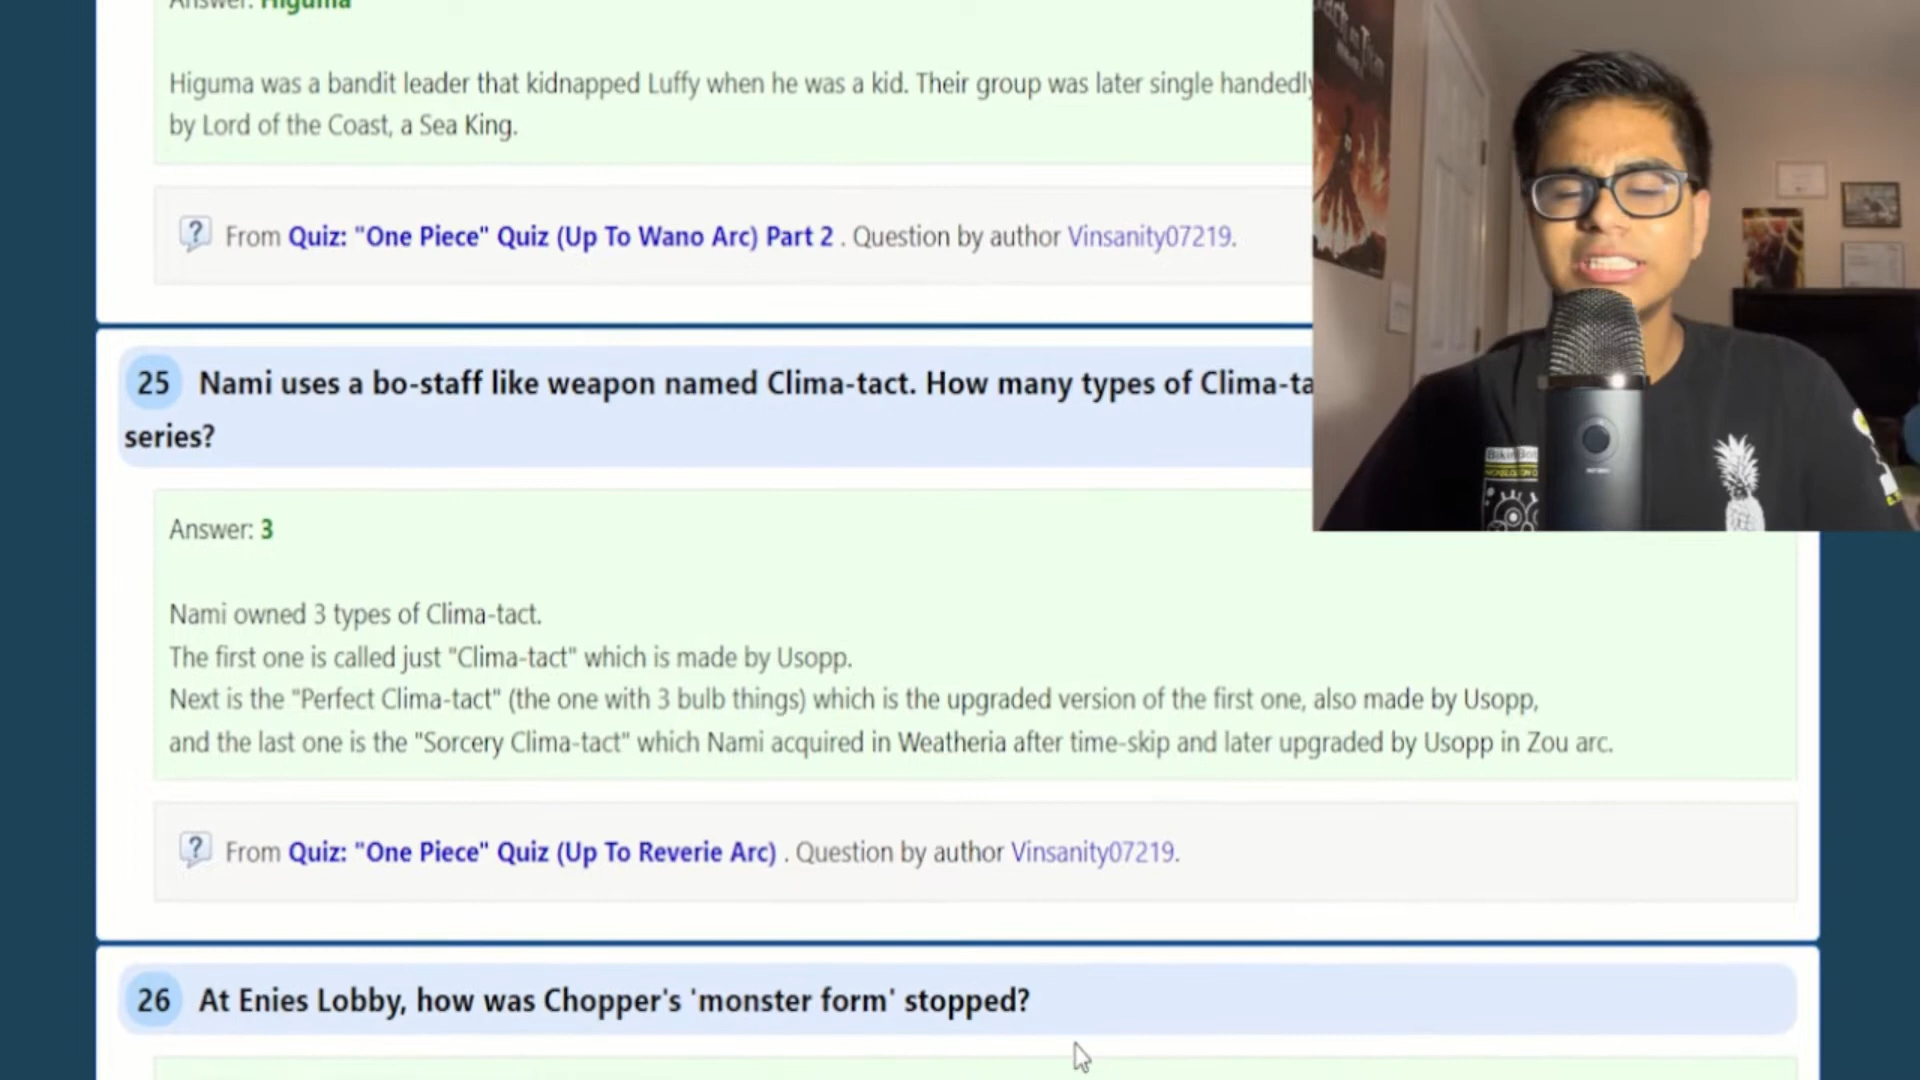 Answer: Higuma
Higuma was a bandit leader that kidnapped Luffy when he was a kid. Their group was later single handedly
by Lord of the Coast, a Sea King.
From Quiz: "One Piece" Quiz (Up To Wano Arc) Part 2 . Question by author Vinsanity07219.
25 Nami uses a bo-staff like weapon named Clima-tact. How many types of Clima-ta
series?
Answer: 3
Nami owned 3 types of Clima-tact.
The first one is called just "Clima-tact" which is made by Usopp.
Next is the "Perfect Clima-tact" (the one with 3 bulb things) which is the upgraded version of the first one, also made by Usopp,
and the last one is the "Sorcery Clima-tact" which Nami acquired in Weatheria after time-skip and later upgraded by Usopp in Zou arc.
From Quiz: "One Piece" Quiz (Up To Reverie Arc) . Question by author Vinsanity07219.
26 At Enies Lobby, how was Chopper's 'monster form' stopped?